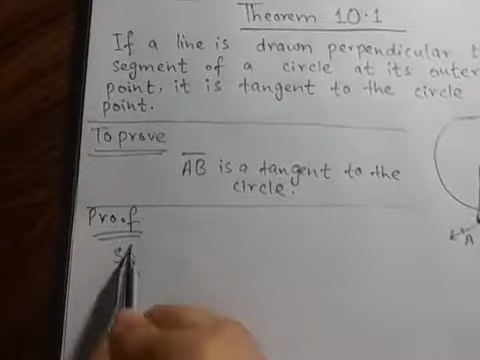 Theorem 10.1
If a line is drawn perpendicular
segment of a circle at its outer
point, it is tangent to the circle
point.
To prove
AB is a tangent to the
circle.
Proof
A